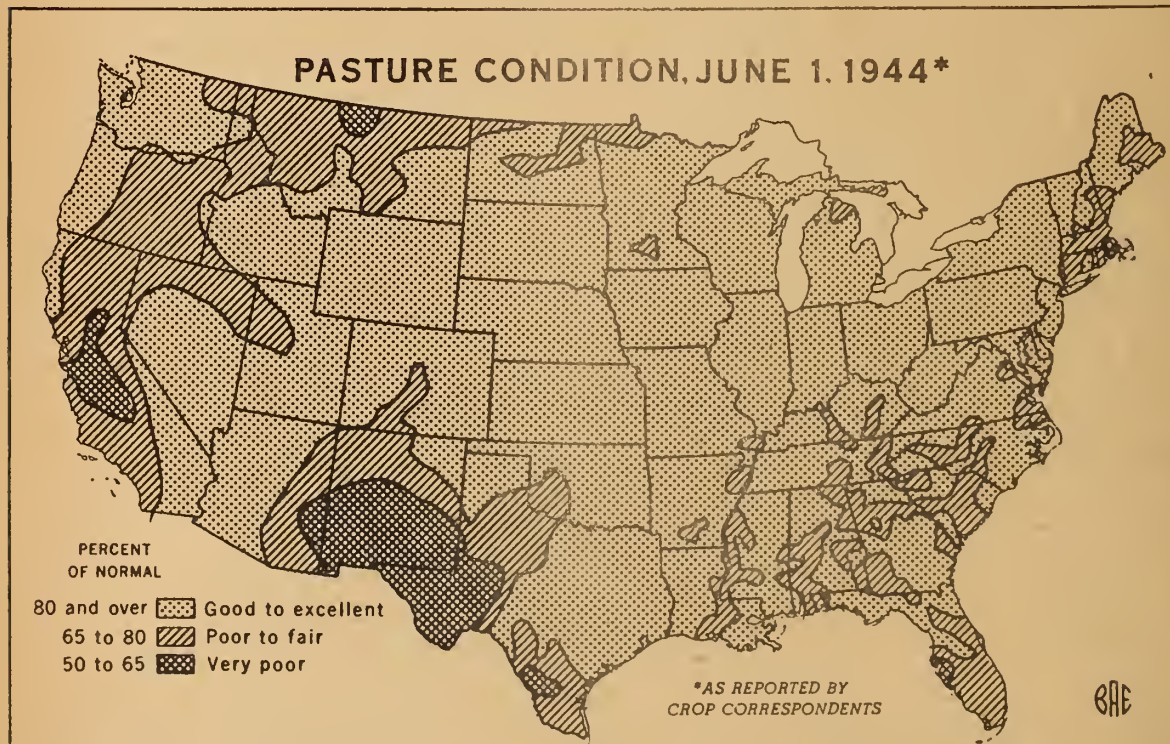 PASTURE CONDITION, JUNE 1, 1944*
PERCENT
OF NORMAL
80 and over Good to excellent
65 to 80 Poor to fair
50 to 65 Very poor
*AS REPORTED BY
CROP CORRESPONDENTS
BAE